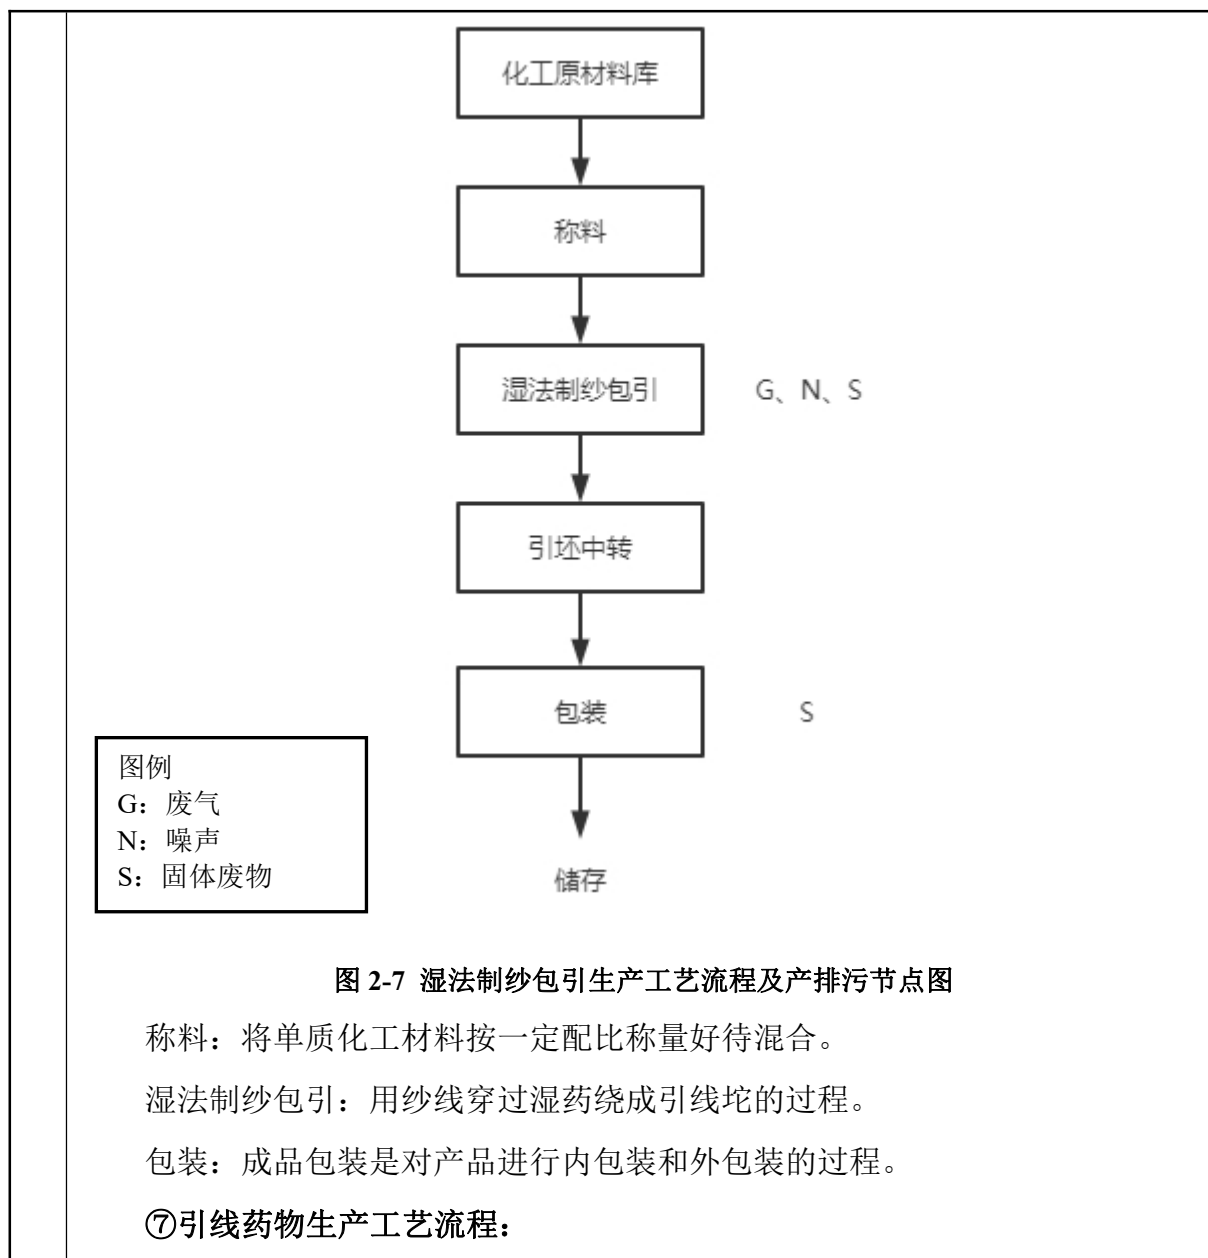 化工原材料库
称料
湿法制纱包引
G、N、S
引坯中转
包装
S
图例
G：废气
N：噪声
S：固体废物
储存
图 2-7 湿法制纱包引生产工艺流程及产排污节点图
称料：将单质化工材料按一定配比称量好待混合。
湿法制纱包引：用纱线穿过湿药绕成引线坨的过程。
包装：成品包装是对产品进行内包装和外包装的过程。
⑦引线药物生产工艺流程：